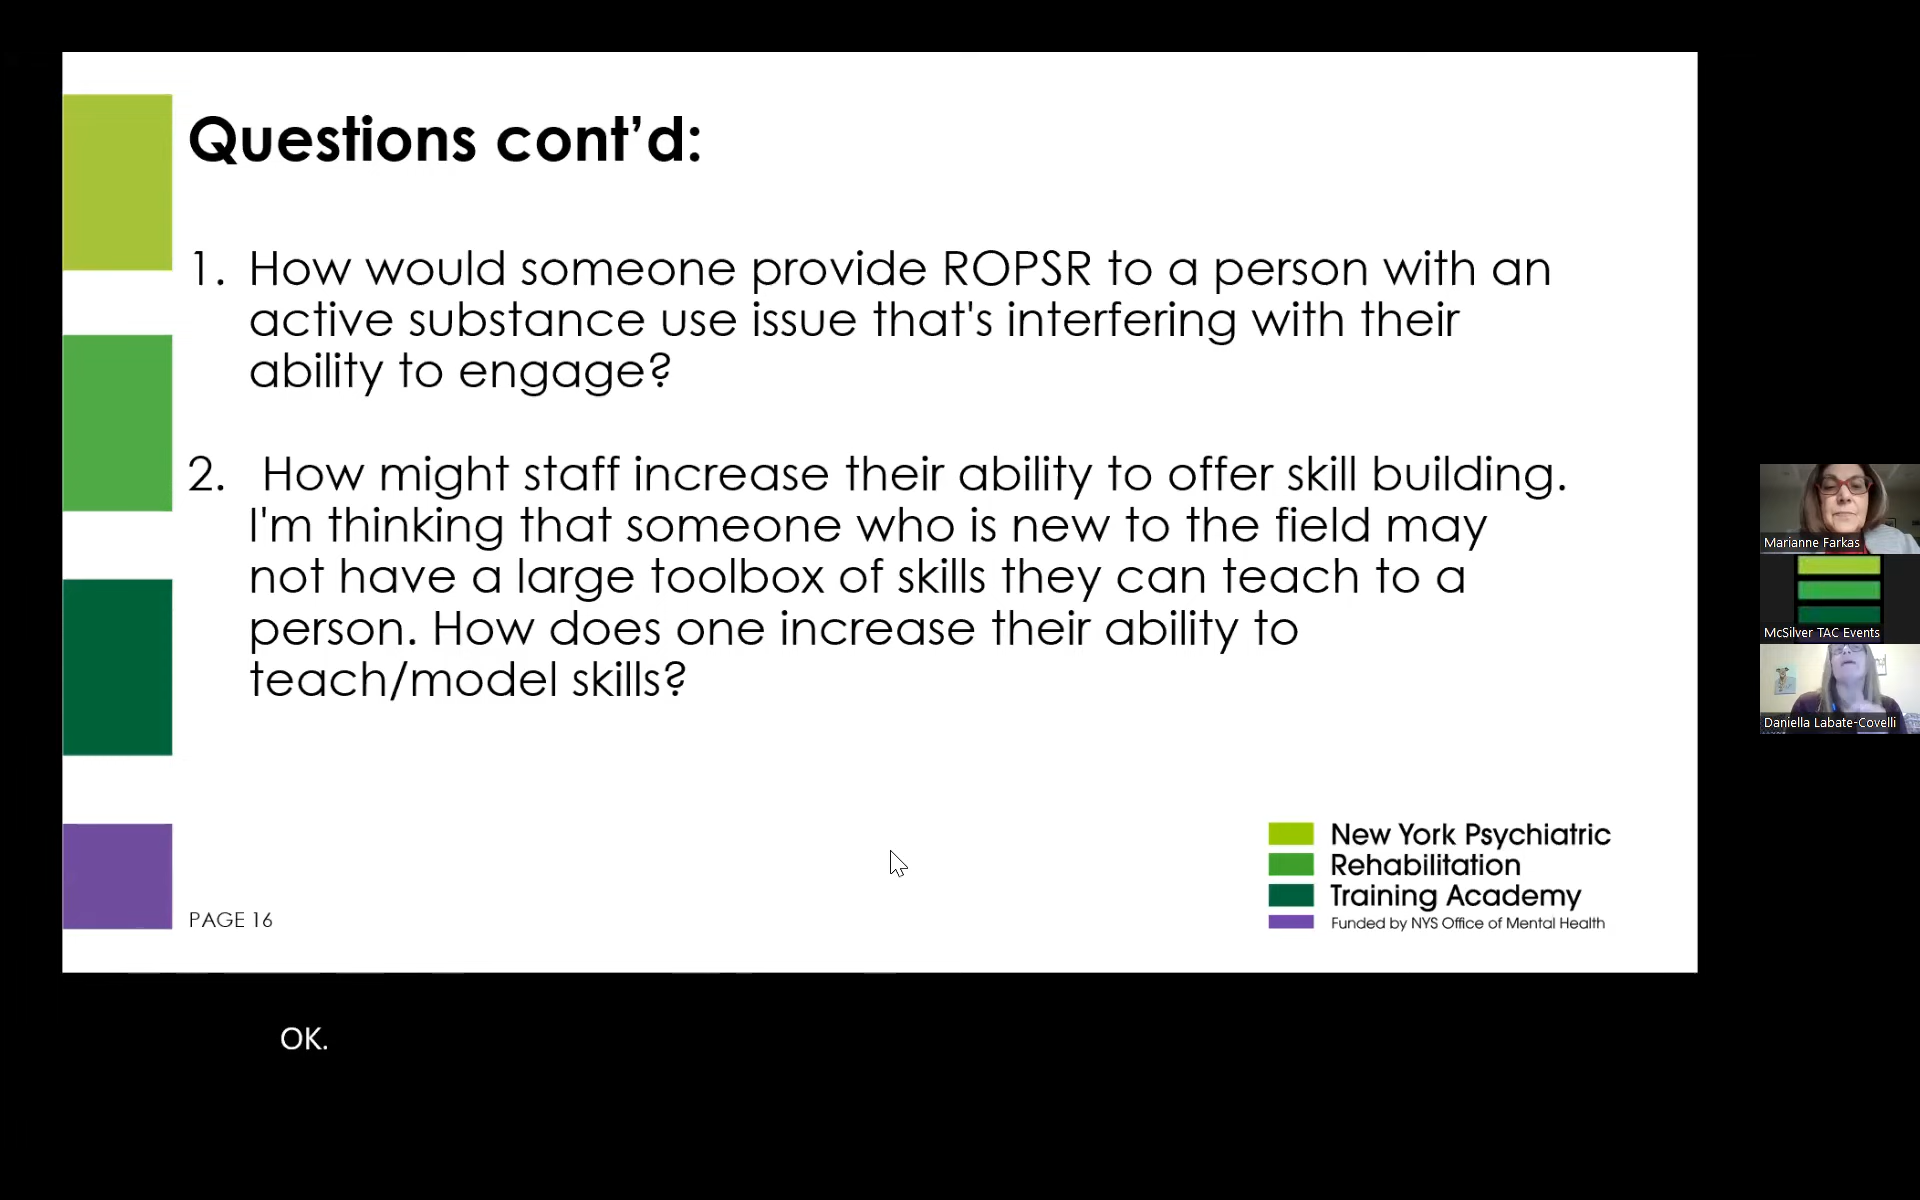 Questions cont’d:
1. How would someone provide ROPSR to a person with an
active substance use issue that's interfering with their
ability to engage?
2. How might staff increase their ability to offer skill building.
I'm thinking that someone who is new to the field may
not have a large toolbox of skills they can teach to a
person. How does one increase their ability to
teach/model skills?
New York Psychiatric
Rehabilitation
Training Academy
Funded by NYS Office of Mental Health
PAGE 16
Marianne Farkas
McSilver TAC Events
Daniella Labate-Covelli
OK.